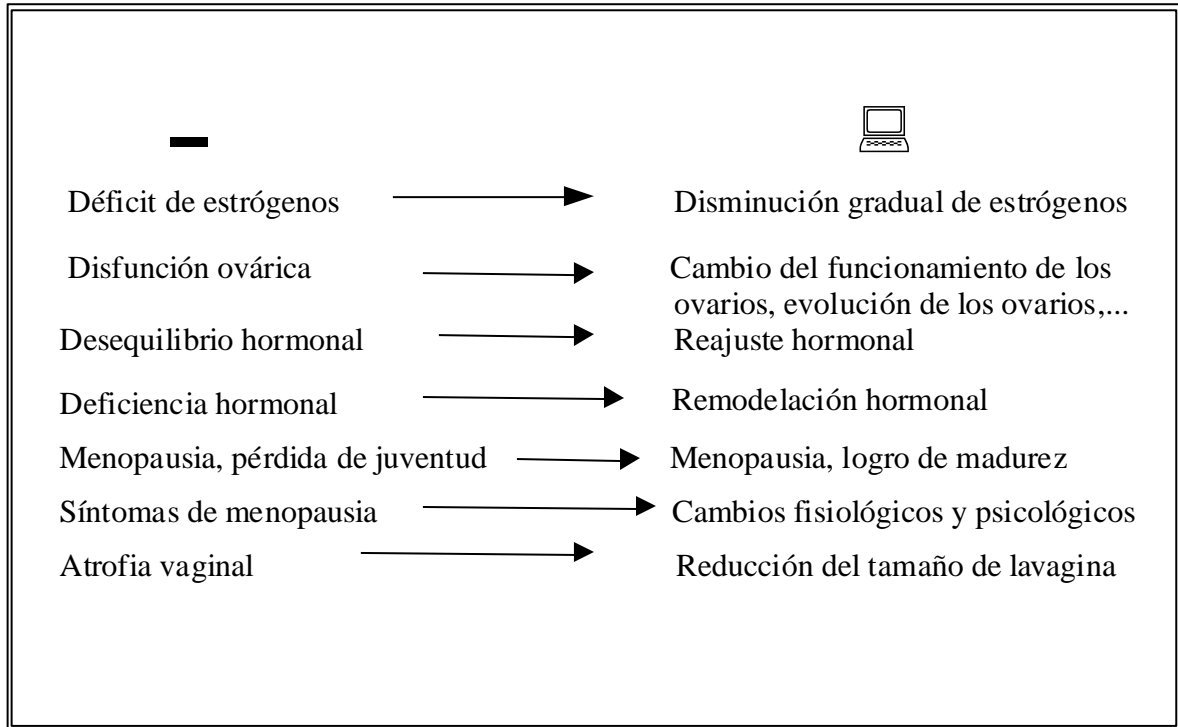 Déficit de estrógenos Disminución gradual de estrógenos
Disfunción ovárica Cambio del funcionamiento de los
ovarios, evolución de los ovarios,...
Desequilibrio hormonal Reajuste hormonal
Deficiencia hormonal Remodelación hormonal
Menopausia, pérdida de juventud Menopausia, logro de madurez
Síntomas de menopausia Cambios fisiológicos y psicológicos
Atrofia vaginal Reducción del tamaño de lavagina